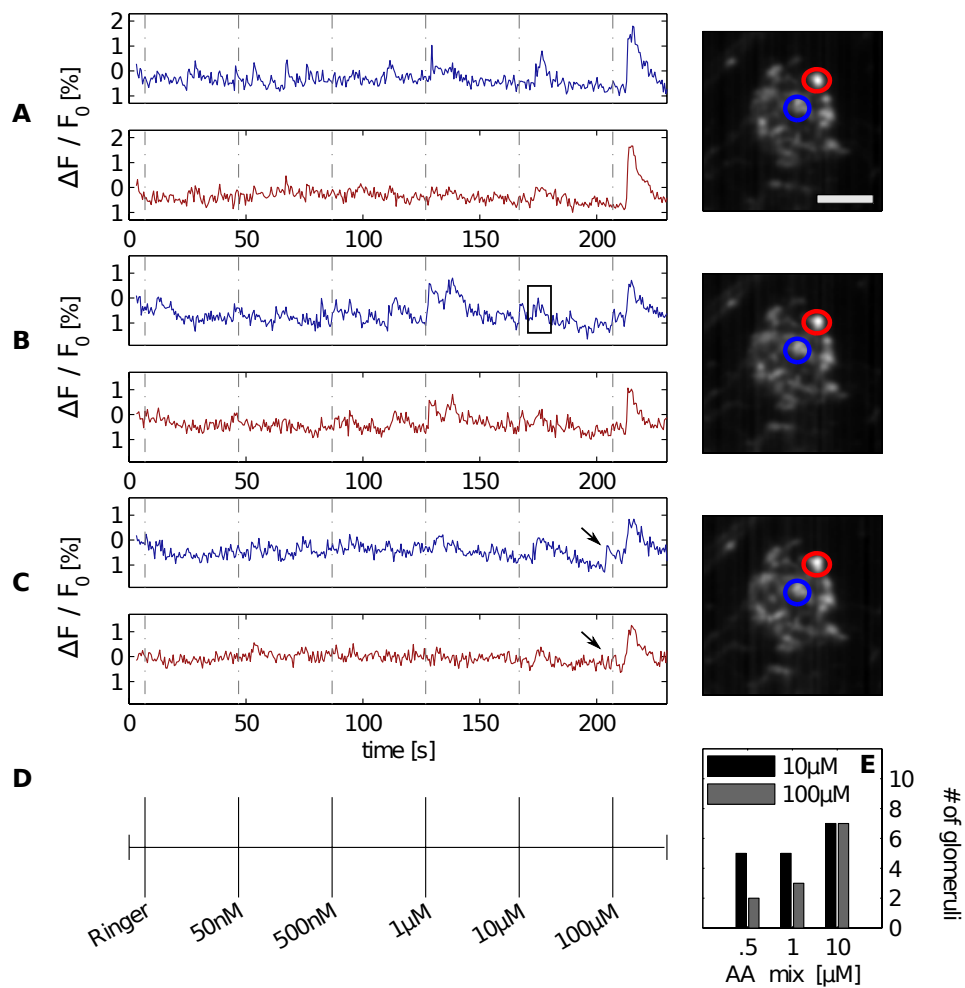 A
ΔF / F0 [%]
2
1
0
1
2
1
0
1
0 50 100 150 200
B
ΔF / F0 [%]
1
0
1
1
0
1
0 50 100 150 200
C
ΔF / F0 [%]
1
0
1
1
0
1
0 50 100 150 200
time [s]
D
Ringer 50nM 500nM 1µM 10µM 100µM
E
10µM
100µM
10
8
6
4
2
0
# of glomeruli
.5 1 10
AA mix [µM]